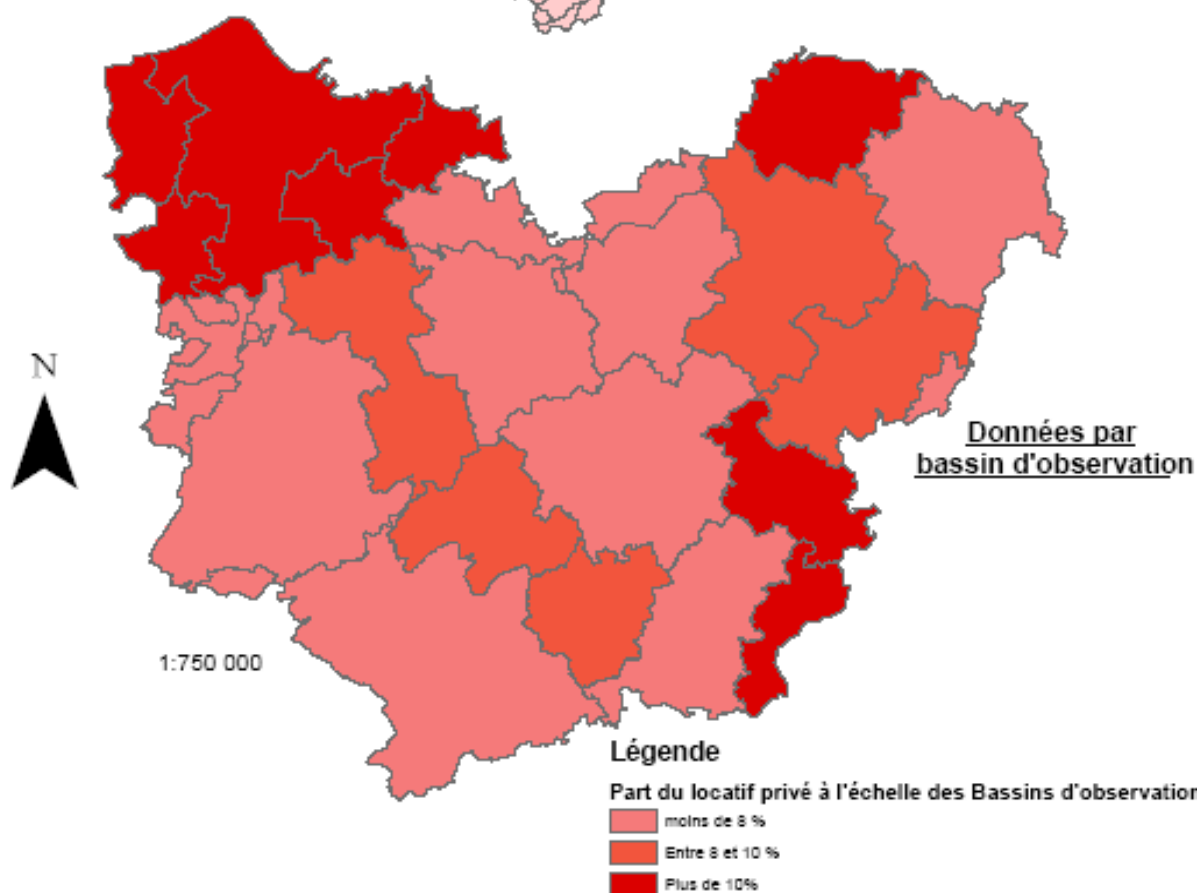 N
Données par
bassin d'observation
1:750 000
Légende
Part du locatif privé à l'échelle des Bassins d'observation
moins de 8 %
Entre 8 et 10 %
Plus de 10%